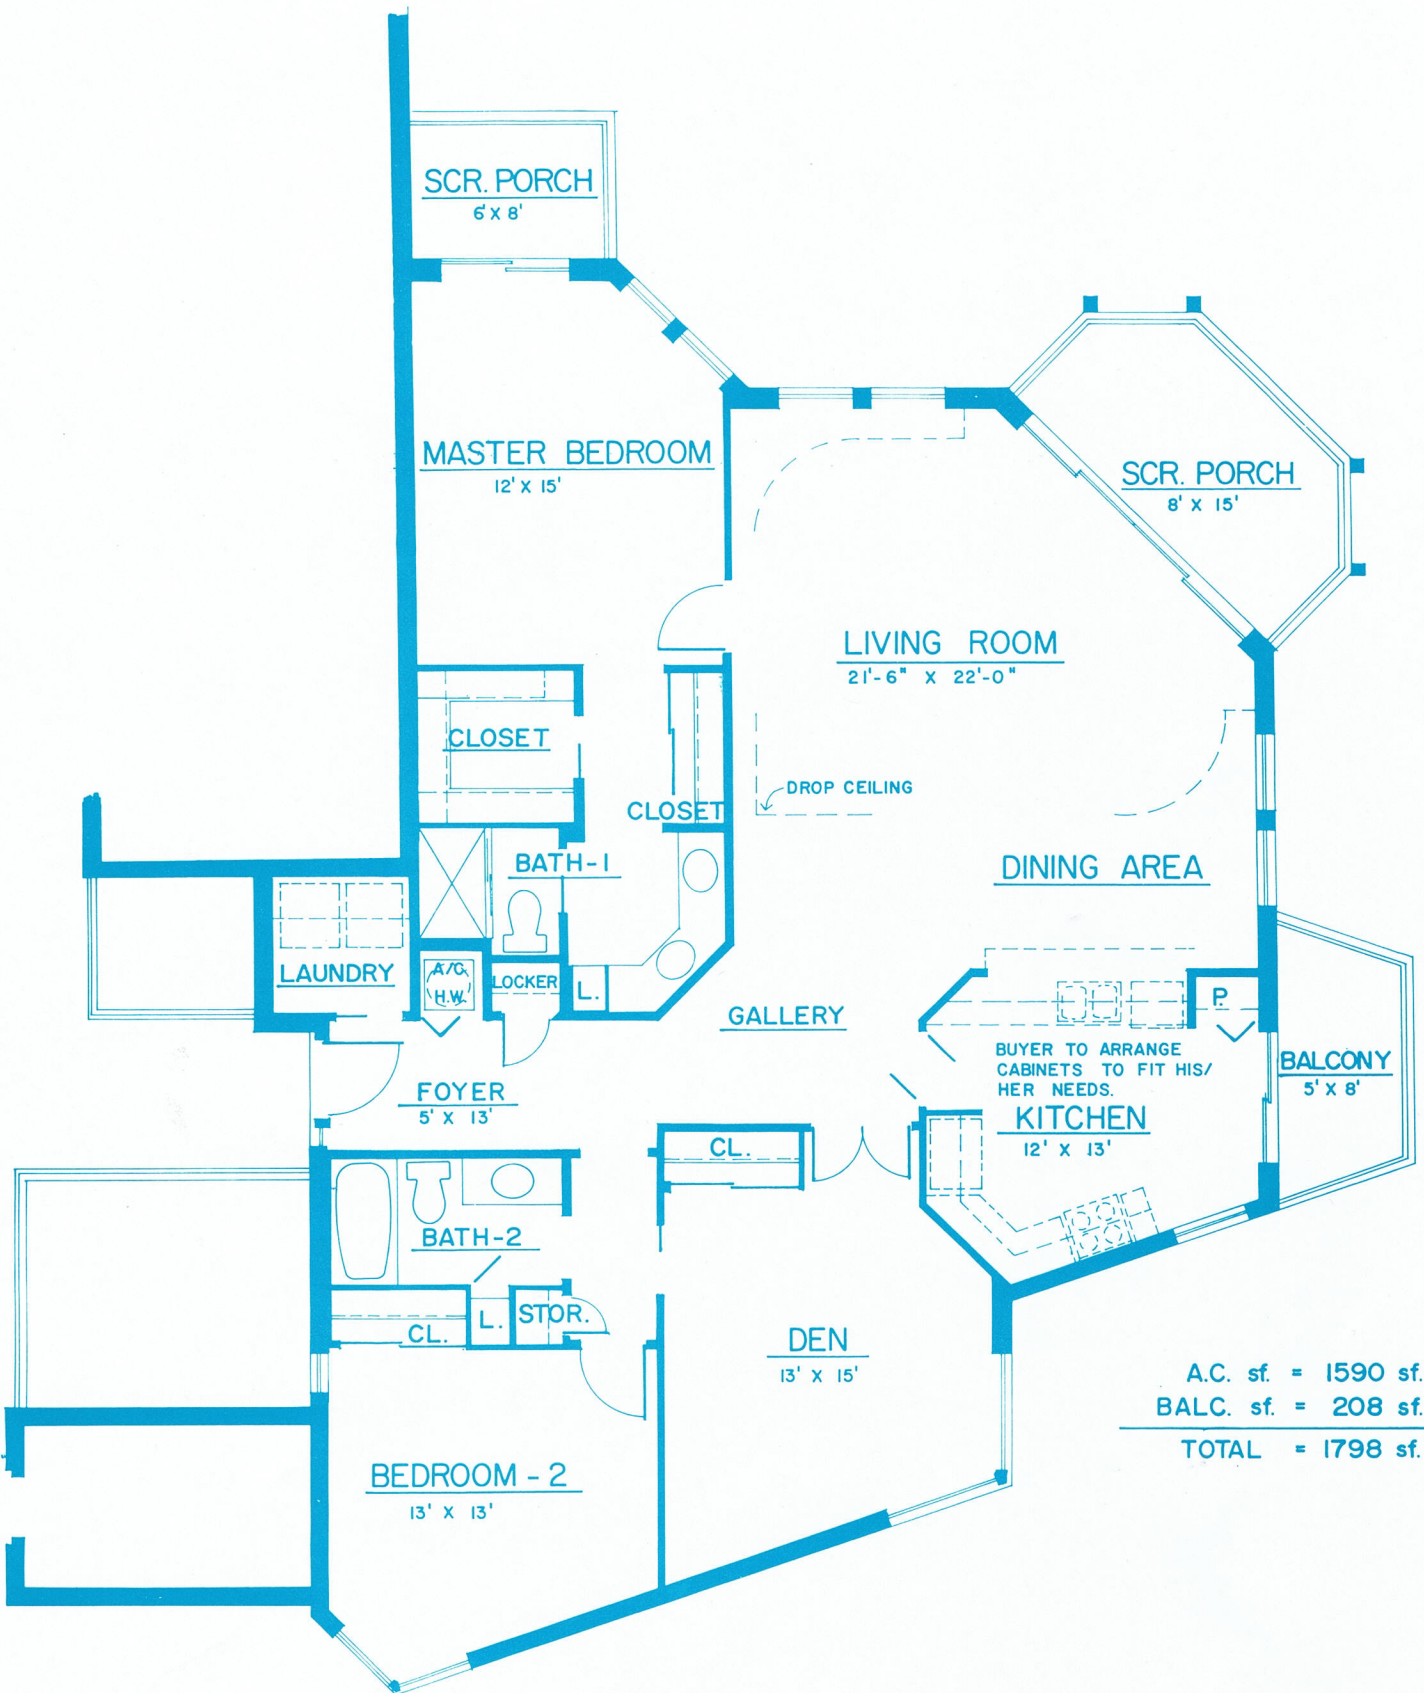 SCR. PORCH
6' X 8'
MASTER BEDROOM
12' X 15'
SCR. PORCH
8' X 15'
LIVING ROOM
21'-6" X 22'-0"
CLOSET
DROP CEILING
CLOSET
BATH-1
DINING AREA
LAUNDRY
A/C
H.W.
LOCKER
L.
P.
GALLERY
BUYER TO ARRANGE
CABINETS TO FIT HIS/
HER NEEDS.
BALCONY
5' X 8'
FOYER
5' X 13'
KITCHEN
12' X 13'
CL.
BATH-2
CL.
L.
STOR.
DEN
13' X 15'
A.C. sf. = 1590 sf.
BALC. sf. = 208 sf.
TOTAL = 1798 sf.
BEDROOM - 2
13' X 13'